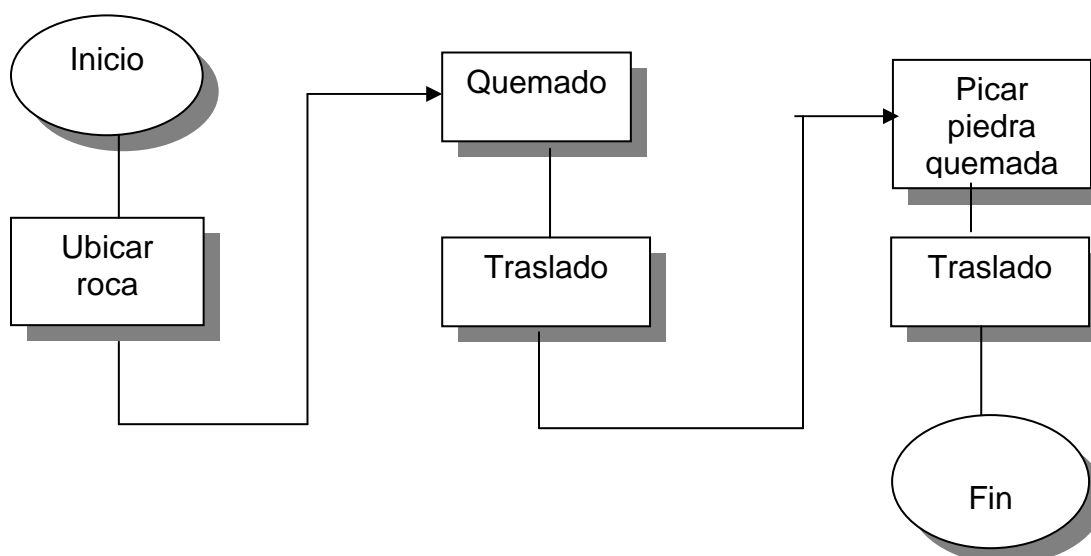 Inicio
Ubicar
roca
Quemado
Traslado
Picar
piedra
quemada
Traslado
Fin